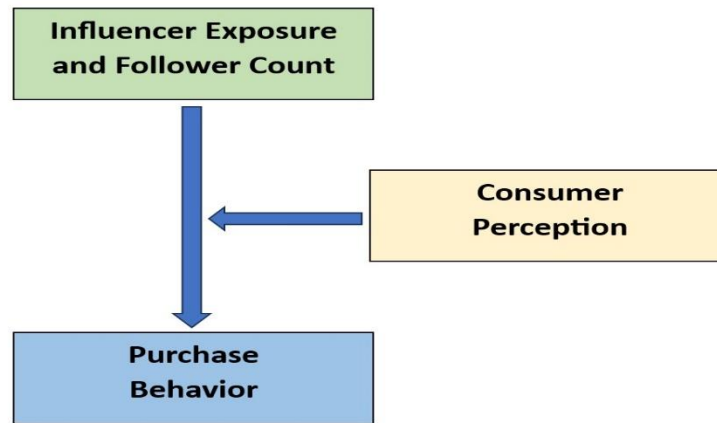 Influencer Exposure
and Follower Count
Consumer
Perception
Purchase
Behavior